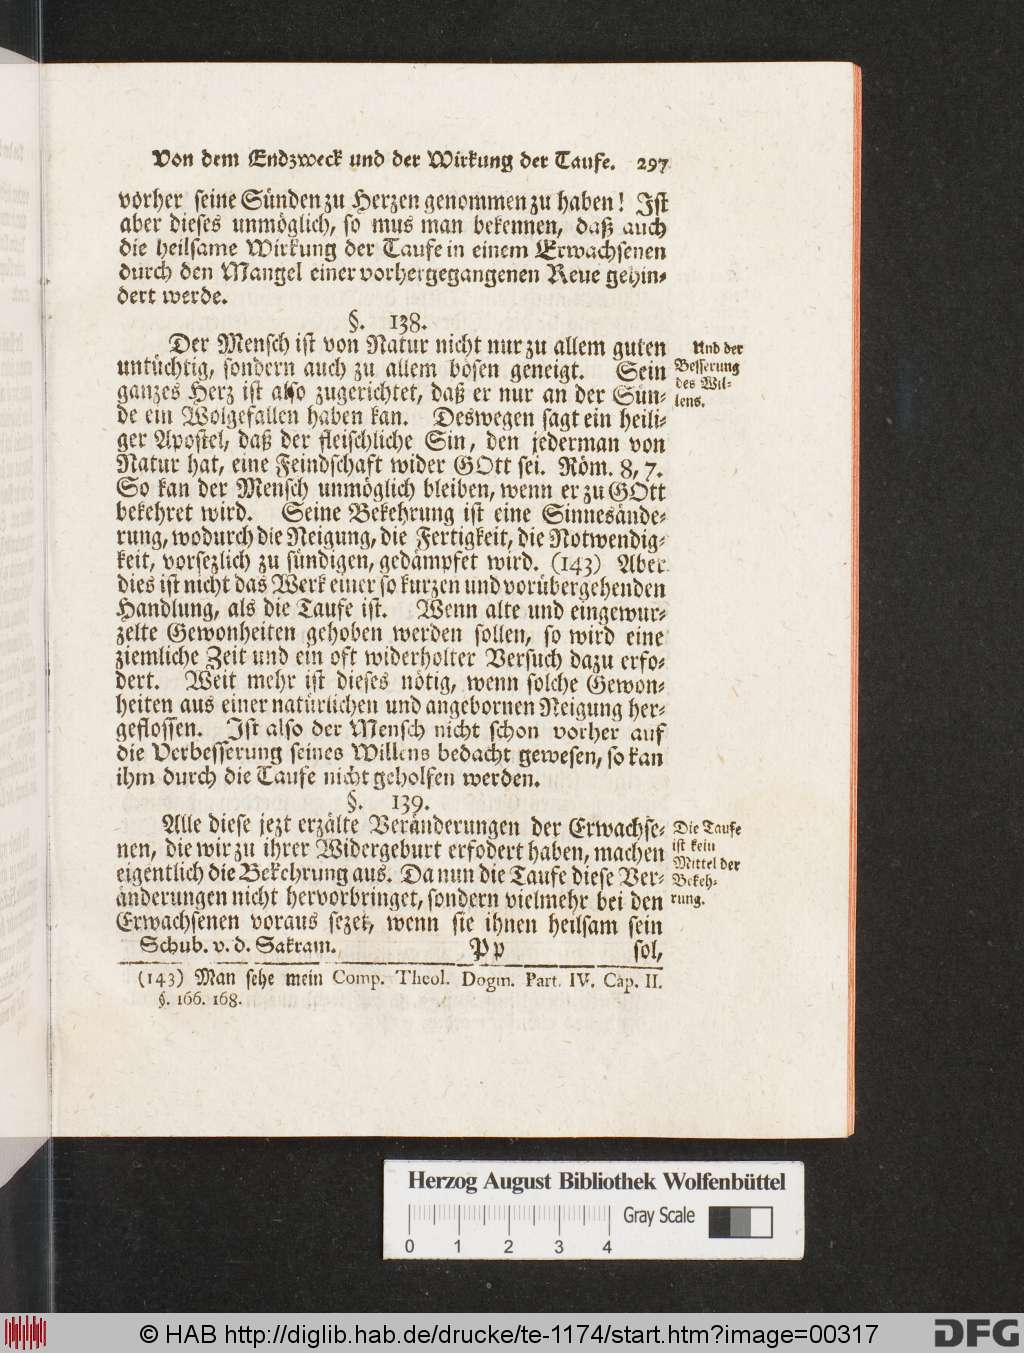 Von dem Endzweck und der Wirkung der Taufe. 297
vorher seine Sünden zu Herzen genommen zu haben! Ist
aber dieses unmöglich, so mus man bekennen, daß auch
die heilsame Wirkung der Taufe in einem Erwachsenen
durch den Mangel einer vorhergegangenen Reue gehin-
dert werde.
§. 138.
Der Mensch ist von Natur nicht nur zu allem guten
untüchtig, sondern auch zu allem bösen geneigt. Sein
ganzes Herz ist also zugerichtet, daß er nur an der Sün-
de ein Wolgefallen haben kan. Deswegen sagt ein heili-
ger Apostel, daß der fleischliche Sin, den jederman von
Natur hat, eine Feindschaft wider GOtt sei. Röm. 8, 7.
So kan der Mensch unmöglich bleiben, wenn er zu GOtt
bekehret wird. Seine Bekehrung ist eine Sinnesände-
rung, wodurch die Neigung, die Fertigkeit, die Notwendig-
keit, vorsezlich zu sündigen, gedämpfet wird. (143) Aber
dies ist nicht das Werk einer so kurzen und vorübergehenden
Handlung, als die Taufe ist. Wenn alte und eingewur-
zelte Gewonheiten gehoben werden sollen, so wird eine
ziemliche Zeit und ein oft widerholter Versuch dazu erfo-
dert. Weit mehr ist dieses nötig, wenn solche Gewon-
heiten aus einer natürlichen und angebornen Neigung her-
geflossen. Ist also der Mensch nicht schon vorher auf
die Verbesserung seines Willens bedacht gewesen, so kan
ihm durch die Taufe nicht geholfen werden.
Und der
Besserung
des Wil-
lens.
§. 139.
Alle diese jezt erzälte Veränderungen der Erwachse-
nen, die wir zu ihrer Widergeburt erfodert haben, machen
eigentlich die Bekehrung aus. Da nun die Taufe diese Ver-
änderungen nicht hervorbringet, sondern vielmehr bei den
Erwachsenen voraus sezet, wenn sie ihnen heilsam sein
Die Taufe
ist kein
Mittel der
Bekeh-
rung.
Schub. v. d. Sakram. Pp sol,
(143) Man sehe mein Comp. Theol. Dogm. Part. IV. Cap. II.
§. 166. 168.
Herzog August Bibliothek Wolfenbüttel
Gray Scale
0 1 2 3 4
© HAB http://diglib.hab.de/drucke/te-1174/start.htm?image=00317
DFG